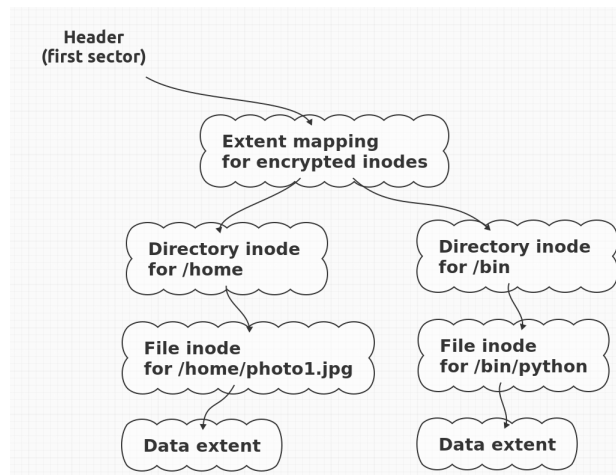 Header
(first sector)
Extent mapping
for encrypted inodes
Directory inode
for /home
Directory inode
for /bin
File inode
for /home/photo1.jpg
File inode
for /bin/python
Data extent
Data extent